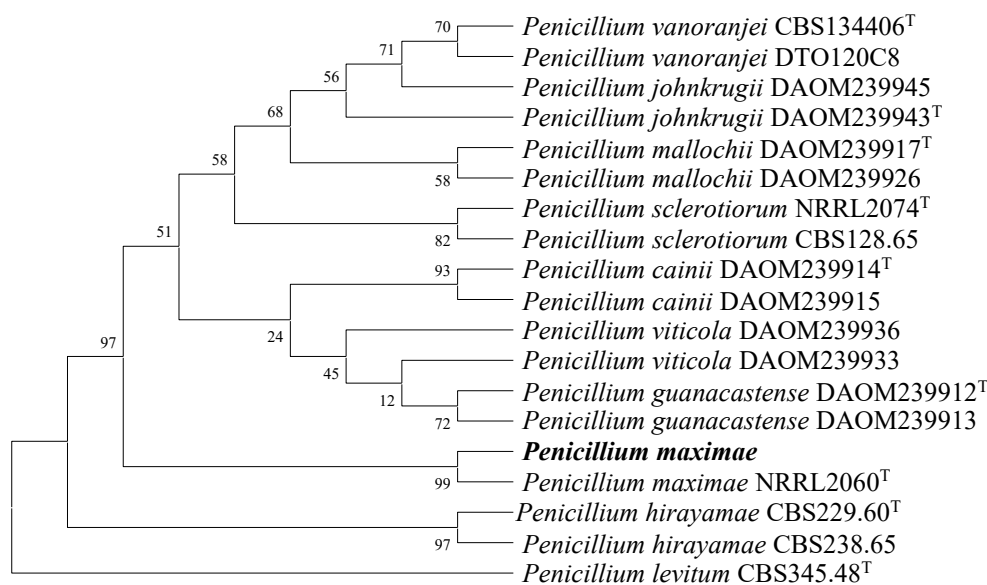 70
Penicillium vanoranjei CBS134406ᵀ
71
Penicillium vanoranjei DTO120C8
56
Penicillium johnkrugii DAOM239945
68
Penicillium johnkrugii DAOM239943ᵀ
58
Penicillium mallochii DAOM239917ᵀ
58
Penicillium mallochii DAOM239926
Penicillium sclerotiorum NRRL2074ᵀ
51
82
Penicillium sclerotiorum CBS128.65
93
Penicillium cainii DAOM239914ᵀ
Penicillium cainii DAOM239915
24
Penicillium viticola DAOM239936
97
Penicillium viticola DAOM239933
45
Penicillium guanacastense DAOM239912ᵀ
12
72
Penicillium guanacastense DAOM239913
Penicillium maximae
99
Penicillium maximae NRRL2060ᵀ
Penicillium hirayamae CBS229.60ᵀ
97
Penicillium hirayamae CBS238.65
Penicillium levitum CBS345.48ᵀ